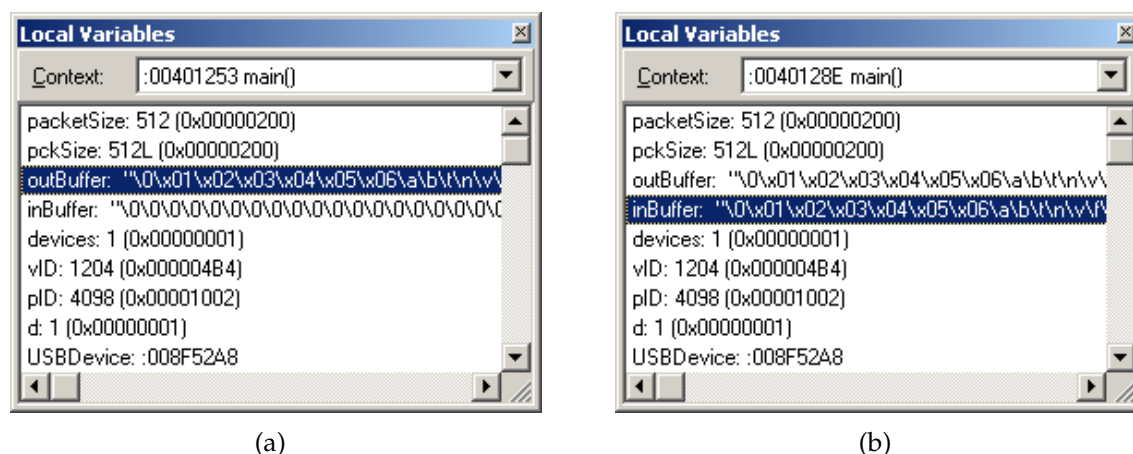 Local Variables
Context: :00401253 main()
packetSize: 512 (0x00000200)
pckSize: 512L (0x00000200)
outBuffer: "\0\x01\x02\x03\x04\x05\x06\a\b\t\n\v\
inBuffer: "\0\0\0\0\0\0\0\0\0\0\0\0\0\0\0\0\0\0\0\0\0\0\0\0
devices: 1 (0x00000001)
vID: 1204 (0x000004B4)
pID: 4098 (0x00001002)
d: 1 (0x00000001)
USBDevice: :008F52A8
(a)
Local Variables
Context: :0040128E main()
packetSize: 512 (0x00000200)
pckSize: 512L (0x00000200)
outBuffer: "\0\x01\x02\x03\x04\x05\x06\a\b\t\n\v\
inBuffer: "\0\x01\x02\x03\x04\x05\x06\a\b\t\n\v\f\
devices: 1 (0x00000001)
vID: 1204 (0x000004B4)
pID: 4098 (0x00001002)
d: 1 (0x00000001)
USBDevice: :008F52A8
(b)